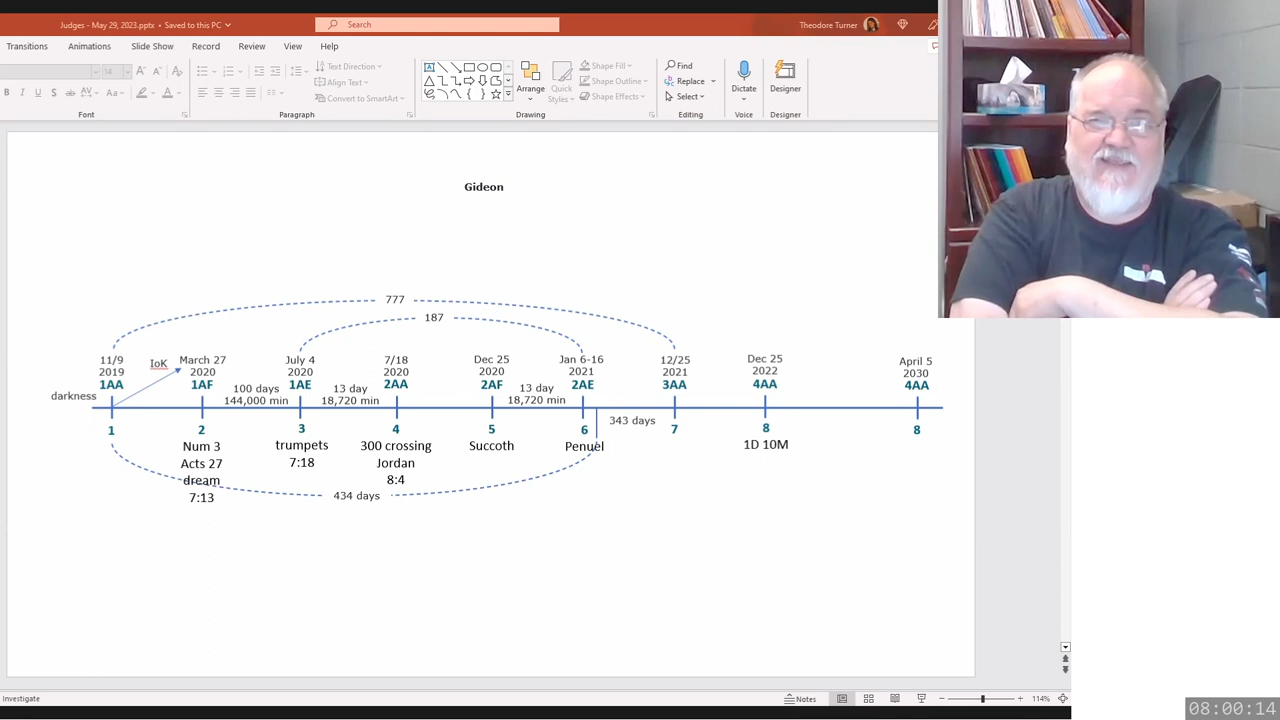 Judges - May 29, 2023.pptx • Saved to this PC
Search
Theodore Turner
Transitions Animations Slide Show Record Review View Help
14
Text Direction
Align Text
Convert to SmartArt
B I U S ab Aa
Arrange
Quick Styles
Shape Fill
Shape Outline
Shape Effects
Find
Replace
Select
Dictate
Designer
Font Paragraph Drawing Editing Voice Designer
Gideon
777
187
11/9 2019 1AA
IoK
March 27 2020 1AF
July 4 2020 1AE
7/18 2020 2AA
Dec 25 2020 2AF
Jan 6-16 2021 2AE
12/25 2021 3AA
Dec 25 2022 4AA
April 5 2030 4AA
darkness
100 days 144,000 min
13 day 18,720 min
13 day 18,720 min
343 days
1 2 3 4 5 6 7 8 8
Num 3
Acts 27
dream
7:13
trumpets
7:18
300 crossing
Jordan
8:4
Succoth
Penuel
1D 10M
434 days
Investigate
Notes
114%
08:00:14